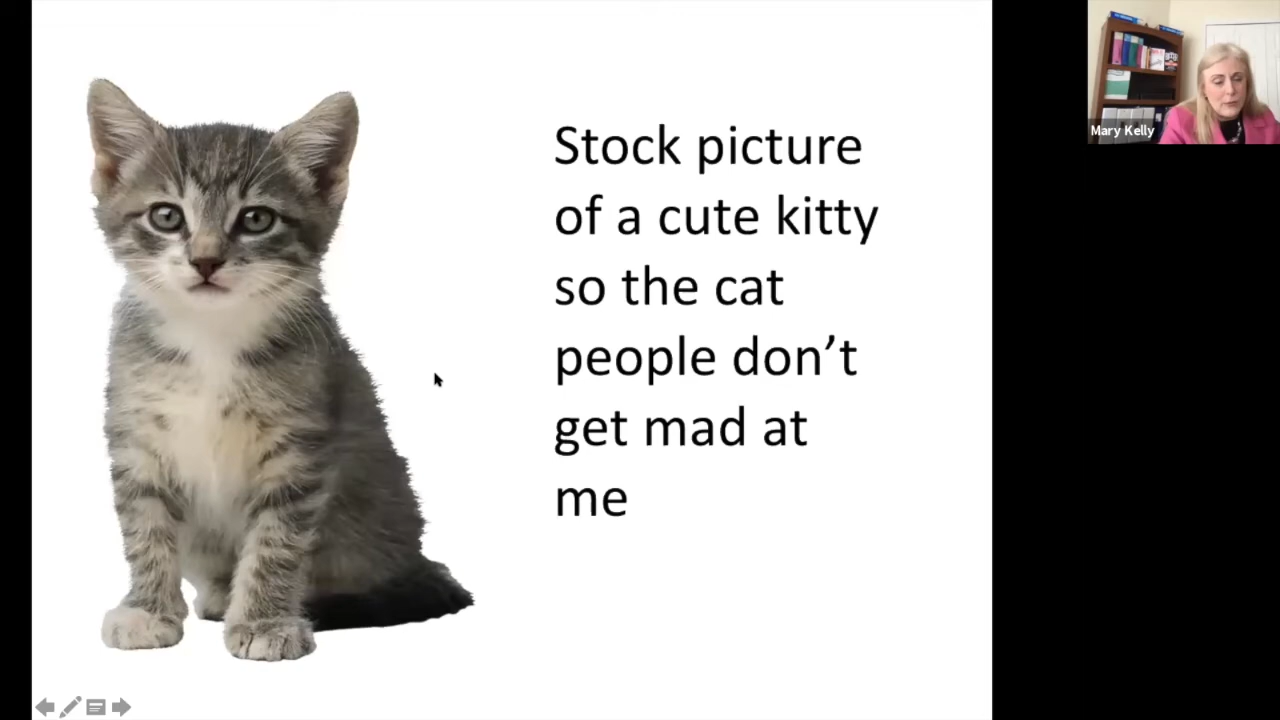 Stock picture
of a cute kitty
so the cat
people don’t
get mad at
me
Mary Kelly